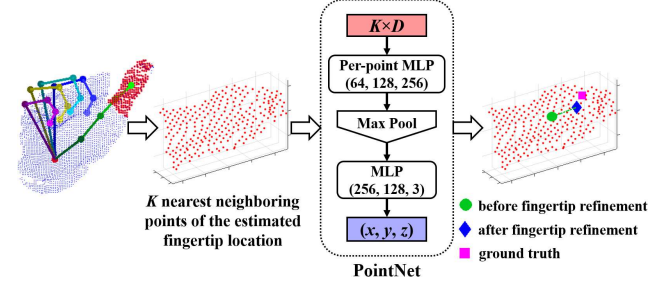 K×D
Per-point MLP
(64, 128, 256)
Max Pool
MLP
(256, 128, 3)
(x, y, z)
PointNet
K nearest neighboring
points of the estimated
fingertip location
before fingertip refinement
after fingertip refinement
ground truth